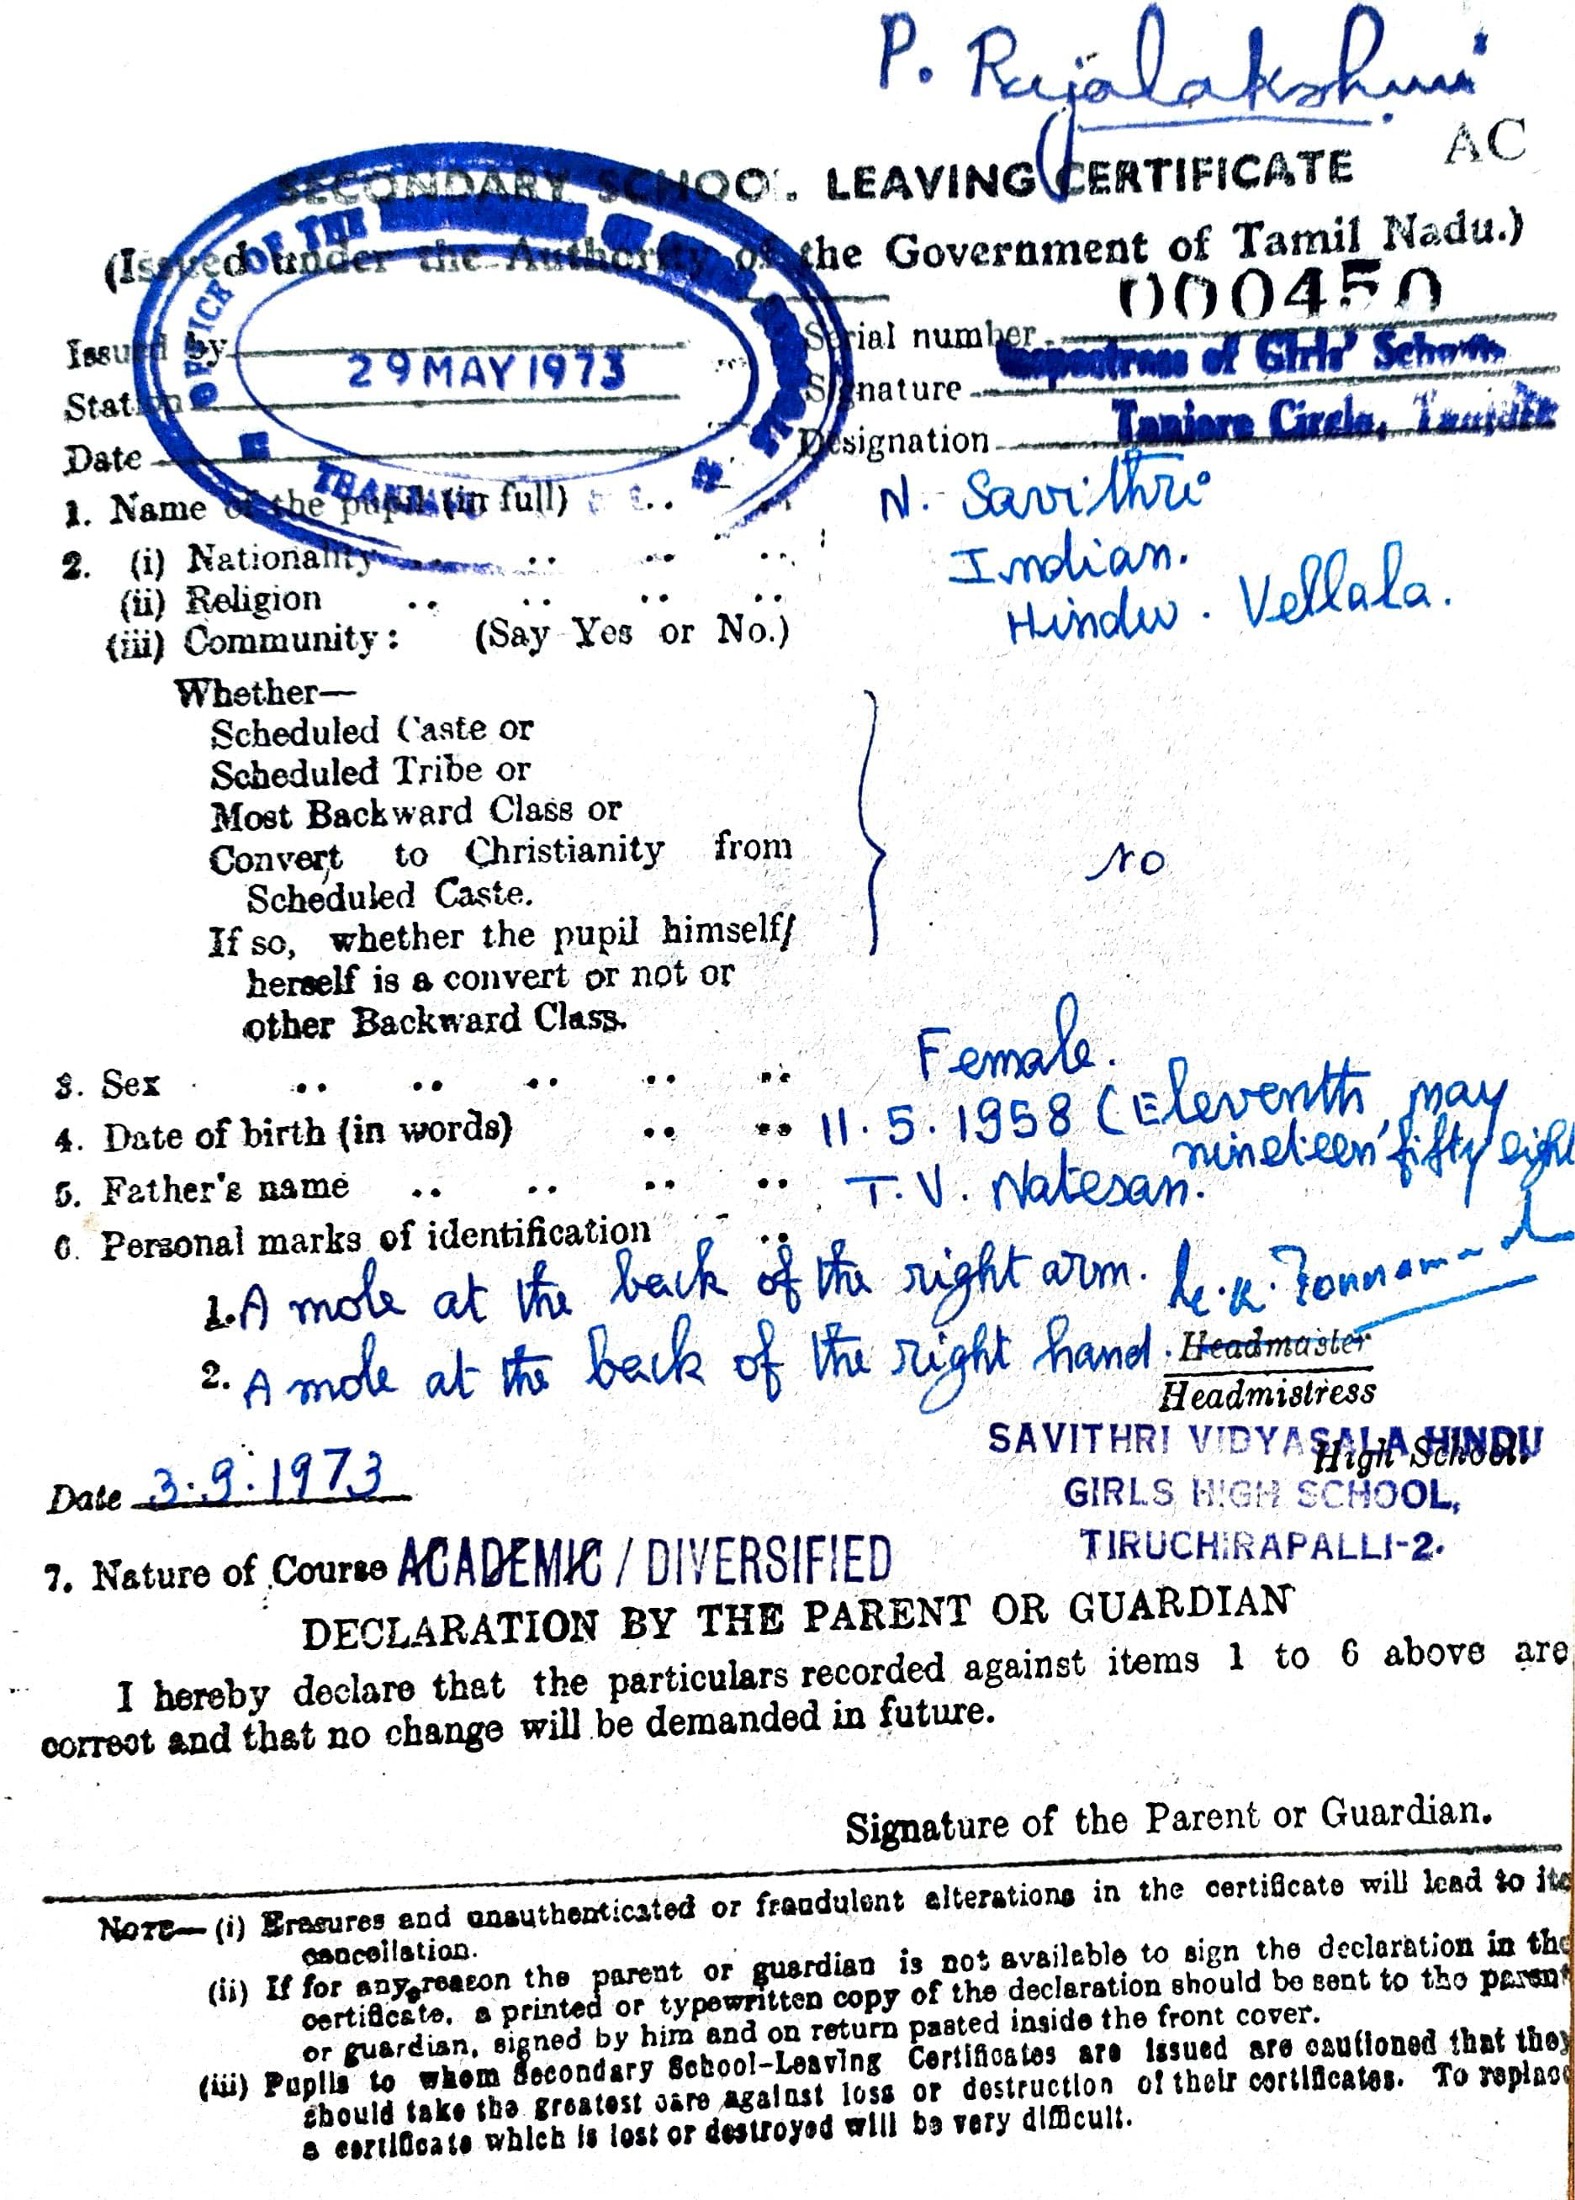 P. Rajalakshmi
AC
SECONDARY SCHOOL LEAVING CERTIFICATE
(Issued under the Authority of the Government of Tamil Nadu.)
OFFICE OF THE
000450
Issued by
Serial number
29 MAY 1973
Inspectress of Girls' Schools
Station
Signature
Tanjore Circle, Tanjore
Date
Designation
1. Name of the pupil (in full) .. N. Savithri
2. (i) Nationality .. .. .. Indian.
(ii) Religion .. .. .. .. Hindu. Vellala.
(iii) Community: (Say Yes or No.)
Whether—
Scheduled Caste or
Scheduled Tribe or
Most Backward Class or
Convert to Christianity from
Scheduled Caste.
No
If so, whether the pupil himself/
herself is a convert or not or
other Backward Class.
3. Sex .. .. .. .. .. Female.
4. Date of birth (in words) .. .. 11.5.1958 (Eleventh may
nineteen fifty eight
5. Father's name .. .. .. .. T.V. Natesan.
6. Personal marks of identification ..
1. A mole at the back of the right arm.
2. A mole at the back of the right hand.
Headmaster
Headmistress
SAVITHRI VIDYASALA HINDU
High School.
GIRLS HIGH SCHOOL,
TIRUCHIRAPALLI-2.
Date 3.9.1973
7. Nature of Course ACADEMIC / DIVERSIFIED
DECLARATION BY THE PARENT OR GUARDIAN
I hereby declare that the particulars recorded against items 1 to 6 above are
correct and that no change will be demanded in future.
Signature of the Parent or Guardian.
NOTE—(i) Erasures and unauthenticated or fraudulent alterations in the certificate will lead to its
cancellation.
(ii) If for any reason the parent or guardian is not available to sign the declaration in the
certificate, a printed or typewritten copy of the declaration should be sent to the parent
or guardian, signed by him and on return pasted inside the front cover.
(iii) Pupils to whom Secondary School-Leaving Certificates are issued are cautioned that they
should take the greatest care against loss or destruction of their certificates. To replace
a certificate which is lost or destroyed will be very difficult.